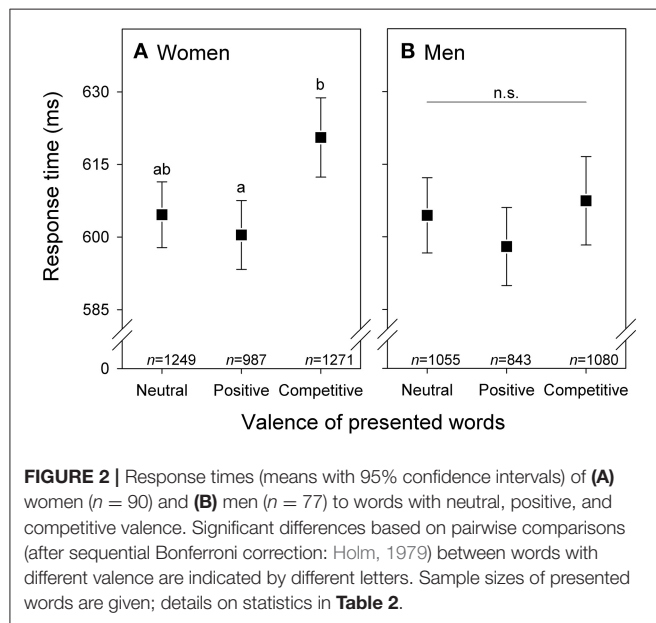 A Women
B Men
Response time (ms)
630
615
600
585
0
ab
a
b
n.s.
n=1249
n=987
n=1271
n=1055
n=843
n=1080
Neutral
Positive
Competitive
Neutral
Positive
Competitive
Valence of presented words
FIGURE 2 | Response times (means with 95% confidence intervals) of (A)
women (n = 90) and (B) men (n = 77) to words with neutral, positive, and
competitive valence. Significant differences based on pairwise comparisons
(after sequential Bonferroni correction: Holm, 1979) between words with
different valence are indicated by different letters. Sample sizes of presented
words are given; details on statistics in Table 2.